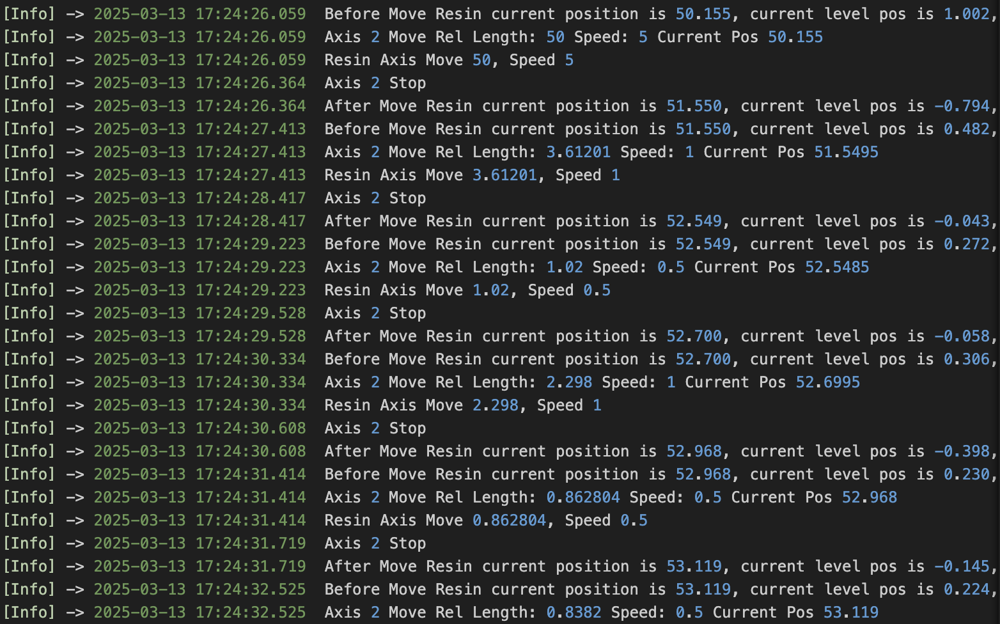 [Info] -> 2025-03-13 17:24:26.059  Before Move Resin current position is 50.155, current level pos is 1.002,
[Info] -> 2025-03-13 17:24:26.059  Axis 2 Move Rel Length: 50 Speed: 5 Current Pos 50.155
[Info] -> 2025-03-13 17:24:26.059  Resin Axis Move 50, Speed 5
[Info] -> 2025-03-13 17:24:26.364  Axis 2 Stop
[Info] -> 2025-03-13 17:24:26.364  After Move Resin current position is 51.550, current level pos is -0.794,
[Info] -> 2025-03-13 17:24:27.413  Before Move Resin current position is 51.550, current level pos is 0.482,
[Info] -> 2025-03-13 17:24:27.413  Axis 2 Move Rel Length: 3.61201 Speed: 1 Current Pos 51.5495
[Info] -> 2025-03-13 17:24:27.413  Resin Axis Move 3.61201, Speed 1
[Info] -> 2025-03-13 17:24:28.417  Axis 2 Stop
[Info] -> 2025-03-13 17:24:28.417  After Move Resin current position is 52.549, current level pos is -0.043,
[Info] -> 2025-03-13 17:24:29.223  Before Move Resin current position is 52.549, current level pos is 0.272,
[Info] -> 2025-03-13 17:24:29.223  Axis 2 Move Rel Length: 1.02 Speed: 0.5 Current Pos 52.5485
[Info] -> 2025-03-13 17:24:29.223  Resin Axis Move 1.02, Speed 0.5
[Info] -> 2025-03-13 17:24:29.528  Axis 2 Stop
[Info] -> 2025-03-13 17:24:29.528  After Move Resin current position is 52.700, current level pos is -0.058,
[Info] -> 2025-03-13 17:24:30.334  Before Move Resin current position is 52.700, current level pos is 0.306,
[Info] -> 2025-03-13 17:24:30.334  Axis 2 Move Rel Length: 2.298 Speed: 1 Current Pos 52.6995
[Info] -> 2025-03-13 17:24:30.334  Resin Axis Move 2.298, Speed 1
[Info] -> 2025-03-13 17:24:30.608  Axis 2 Stop
[Info] -> 2025-03-13 17:24:30.608  After Move Resin current position is 52.968, current level pos is -0.398,
[Info] -> 2025-03-13 17:24:31.414  Before Move Resin current position is 52.968, current level pos is 0.230,
[Info] -> 2025-03-13 17:24:31.414  Axis 2 Move Rel Length: 0.862804 Speed: 0.5 Current Pos 52.968
[Info] -> 2025-03-13 17:24:31.414  Resin Axis Move 0.862804, Speed 0.5
[Info] -> 2025-03-13 17:24:31.719  Axis 2 Stop
[Info] -> 2025-03-13 17:24:31.719  After Move Resin current position is 53.119, current level pos is -0.145,
[Info] -> 2025-03-13 17:24:32.525  Before Move Resin current position is 53.119, current level pos is 0.224,
[Info] -> 2025-03-13 17:24:32.525  Axis 2 Move Rel Length: 0.8382 Speed: 0.5 Current Pos 53.119